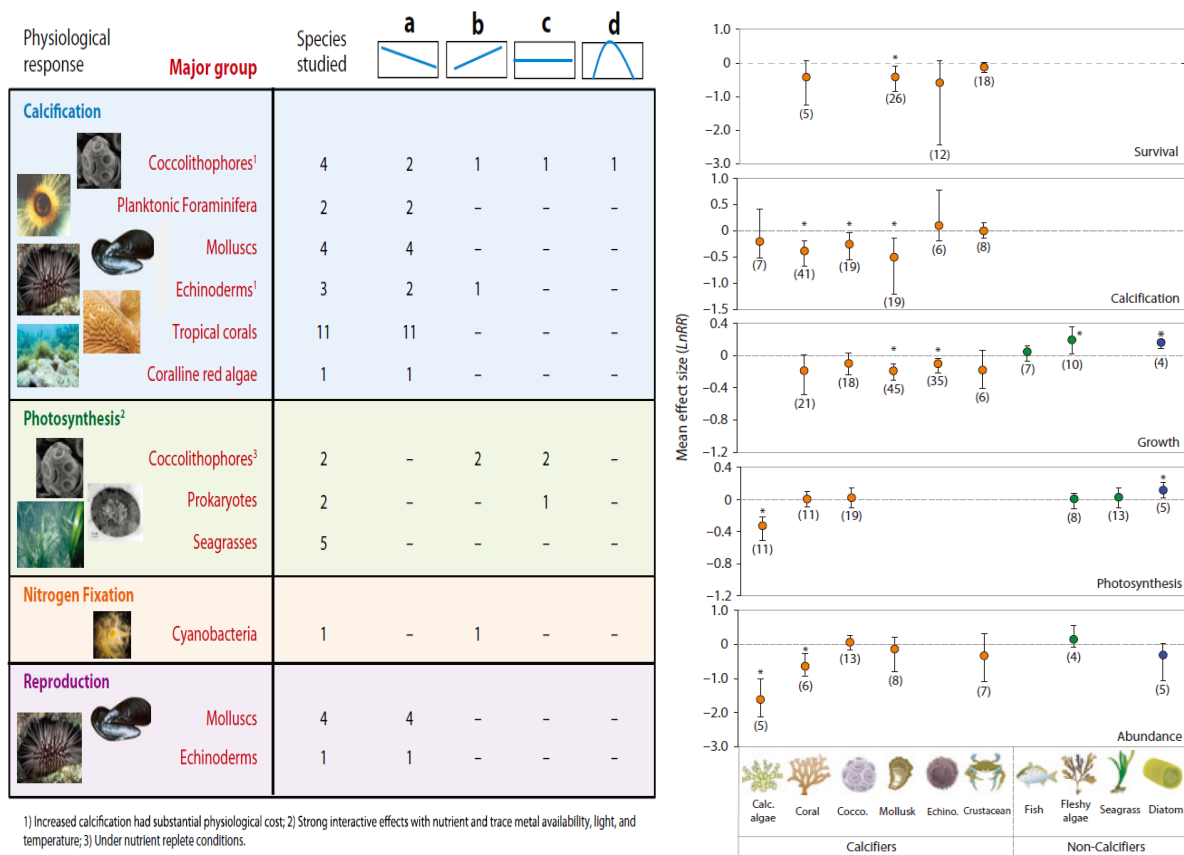 Physiological
response
Major group
Species
studied
a b c d
Calcification
Coccolithophores¹ 4 2 1 1 1
Planktonic Foraminifera 2 2 – – –
Molluscs 4 4 – – –
Echinoderms¹ 3 2 1 – –
Tropical corals 11 11 – – –
Coralline red algae 1 1 – – –
Photosynthesis²
Coccolithophores³ 2 – 2 2 –
Prokaryotes 2 – – 1 –
Seagrasses 5 – – – –
Nitrogen Fixation
Cyanobacteria 1 – 1 – –
Reproduction
Molluscs 4 4 – – –
Echinoderms 1 1 – – –
1) Increased calcification had substantial physiological cost; 2) Strong interactive effects with nutrient and trace metal availability, light, and
temperature; 3) Under nutrient replete conditions.
Mean effect size (LnRR)
1.0
0
−1.0
−2.0
−3.0
*
(5) (26) (12) (18)
Survival
1.0
0.5
0
−0.5
−1.0
1.5
* * *
(7) (41) (19) (19) (6) (8)
Calcification
0.4
0
−0.4
−0.8
−1.2
* * * *
(21) (18) (45) (35) (6) (7) (10) (4)
Growth
0.4
0
−0.4
−0.8
−1.2
* *
(11) (11) (19) (8) (13) (5)
Photosynthesis
1.0
0
−1.0
−2.0
−3.0
* *
(5) (6) (13) (8) (7) (4) (5)
Abundance
Calc.
algae
Coral
Cocco.
Mollusk
Echino.
Crustacean
Fish
Fleshy
algae
Seagrass
Diatom
Calcifiers
Non-Calcifiers